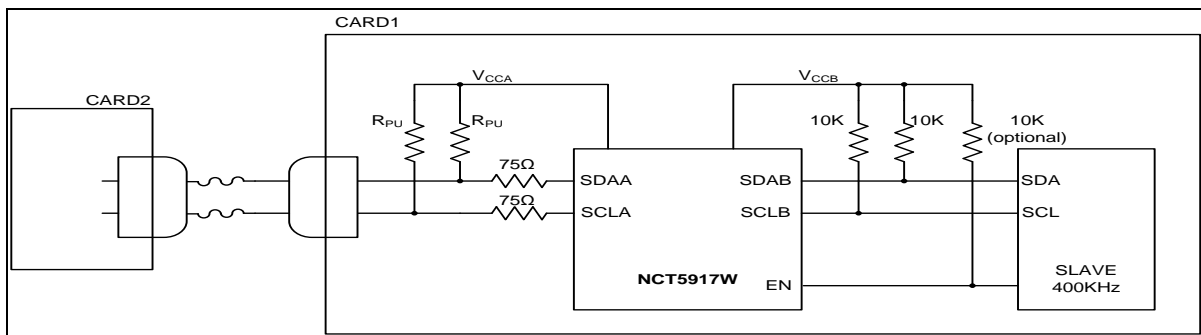 CARD1
CARD2
VCCA
VCCB
RPU
RPU
10K
10K
10K
(optional)
75Ω
75Ω
SDAA
SCLA
SDAB
SCLB
EN
NCT5917W
SDA
SCL
SLAVE
400KHz